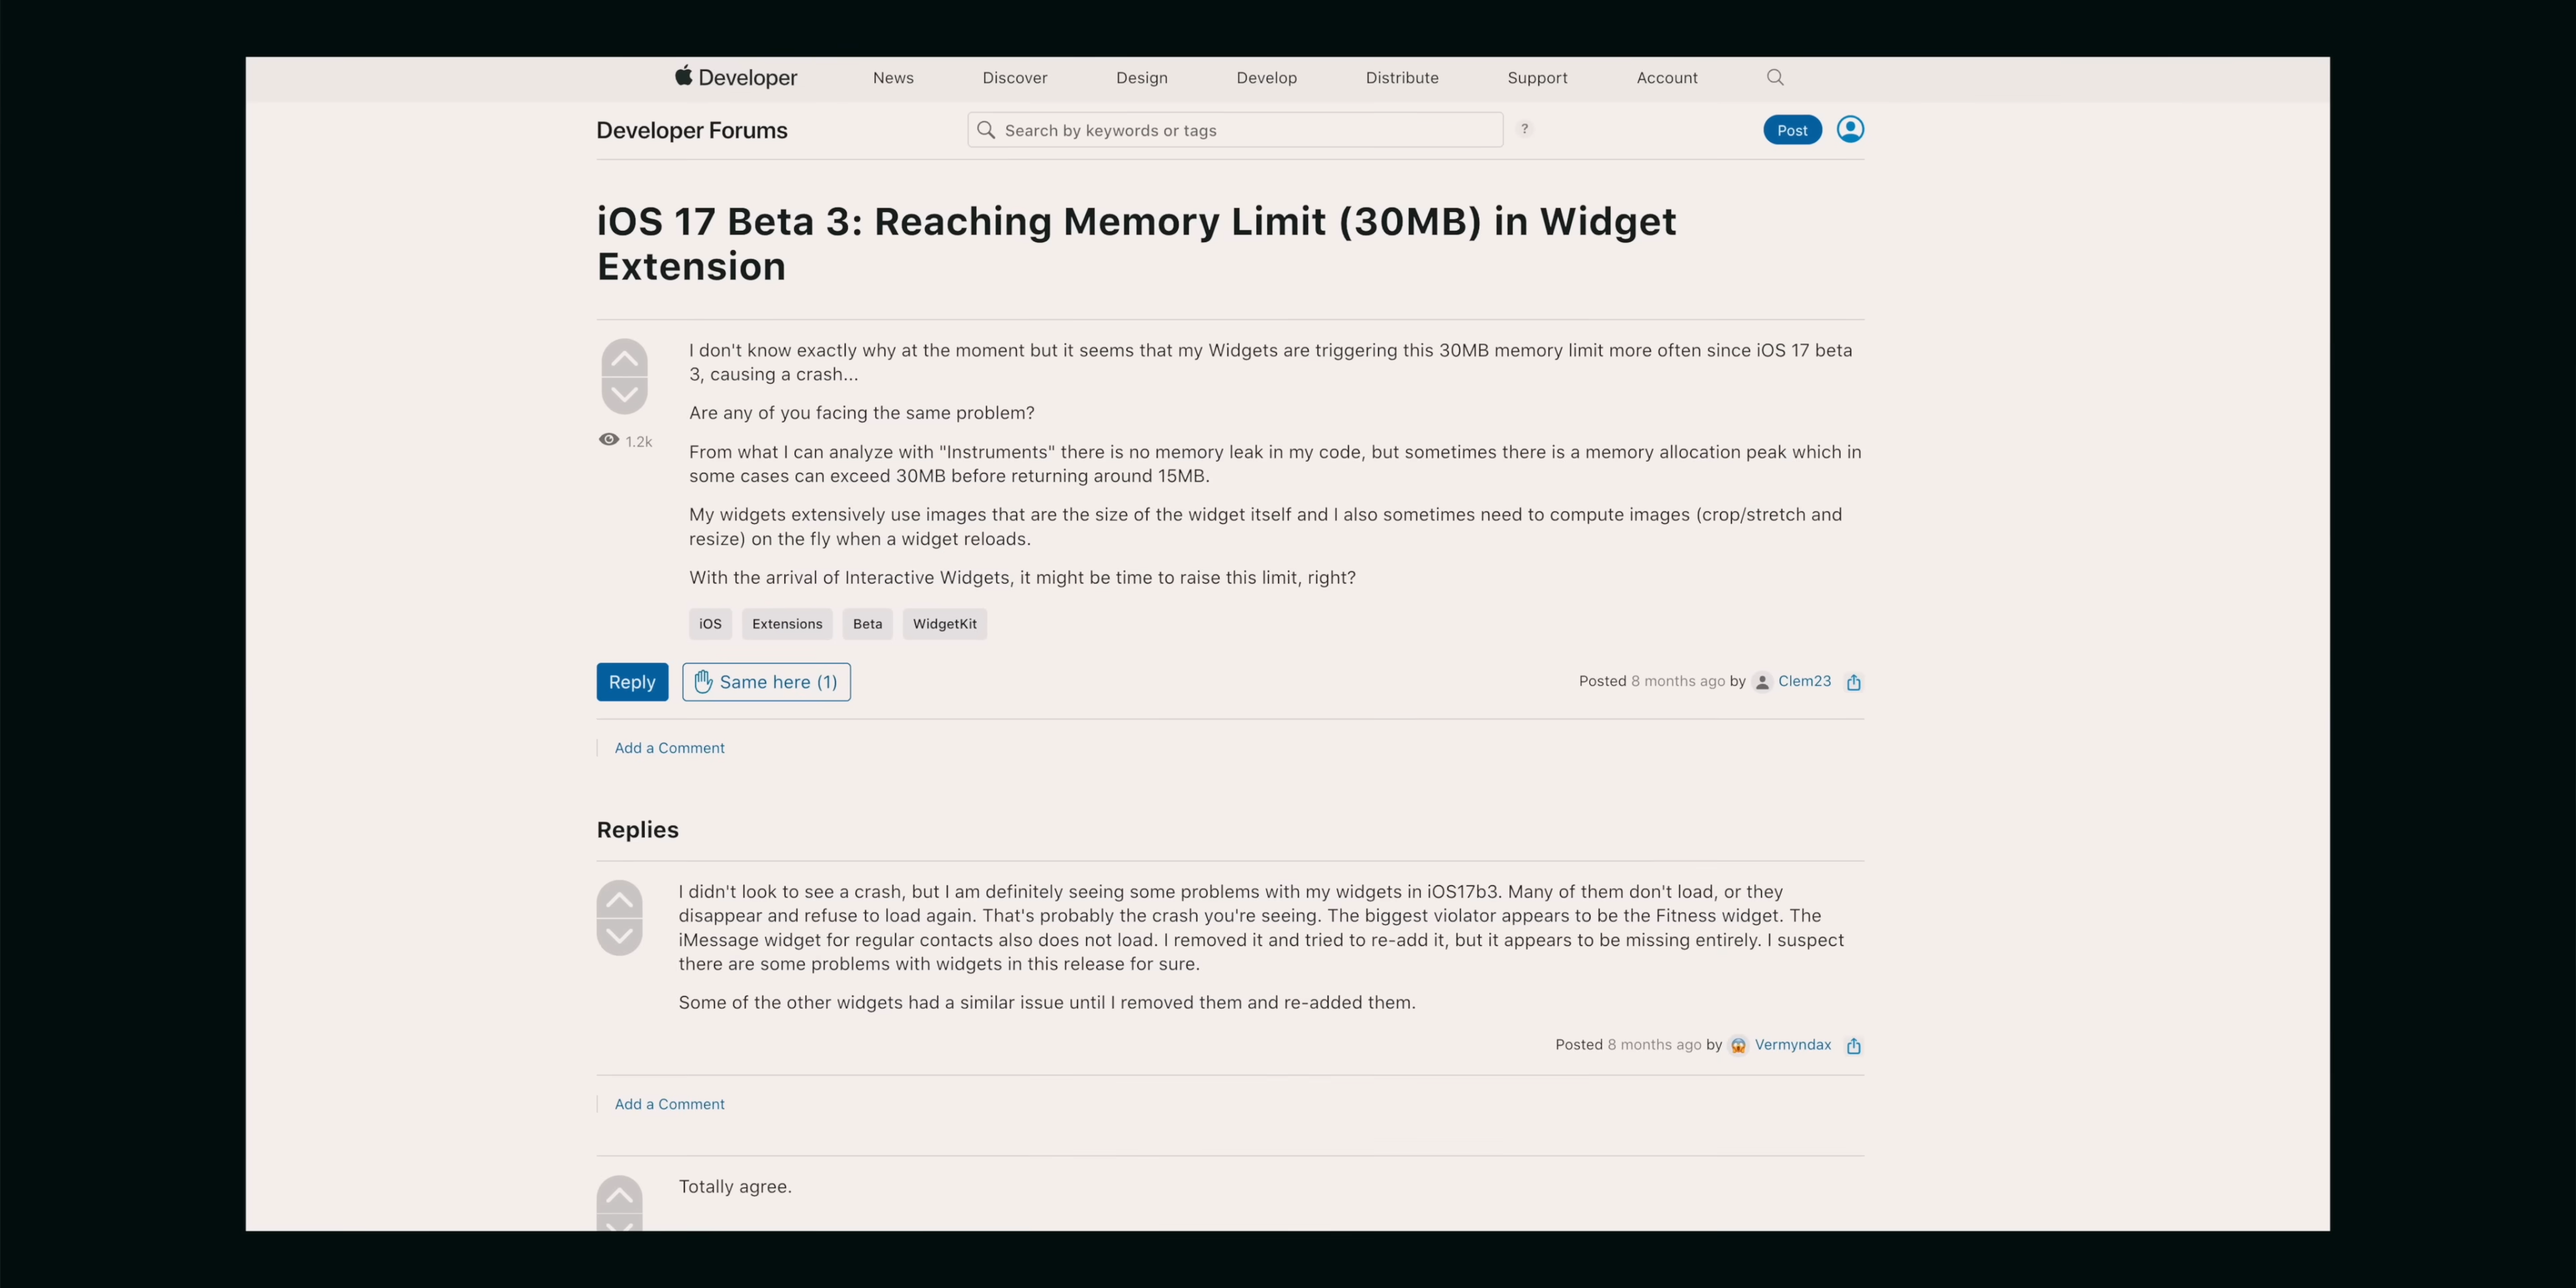 Developer News Discover Design Develop Distribute Support Account
Developer Forums Search by keywords or tags ? Post
iOS 17 Beta 3: Reaching Memory Limit (30MB) in Widget
Extension
I don't know exactly why at the moment but it seems that my Widgets are triggering this 30MB memory limit more often since iOS 17 beta
3, causing a crash...
Are any of you facing the same problem?
1.2k
From what I can analyze with "Instruments" there is no memory leak in my code, but sometimes there is a memory allocation peak which in
some cases can exceed 30MB before returning around 15MB.
My widgets extensively use images that are the size of the widget itself and I also sometimes need to compute images (crop/stretch and
resize) on the fly when a widget reloads.
With the arrival of Interactive Widgets, it might be time to raise this limit, right?
iOS Extensions Beta WidgetKit
Reply Same here (1) Posted 8 months ago by Clem23
Add a Comment
Replies
I didn't look to see a crash, but I am definitely seeing some problems with my widgets in iOS17b3. Many of them don't load, or they
disappear and refuse to load again. That's probably the crash you're seeing. The biggest violator appears to be the Fitness widget. The
iMessage widget for regular contacts also does not load. I removed it and tried to re-add it, but it appears to be missing entirely. I suspect
there are some problems with widgets in this release for sure.
Some of the other widgets had a similar issue until I removed them and re-added them.
Posted 8 months ago by Vermyndax
Add a Comment
Totally agree.